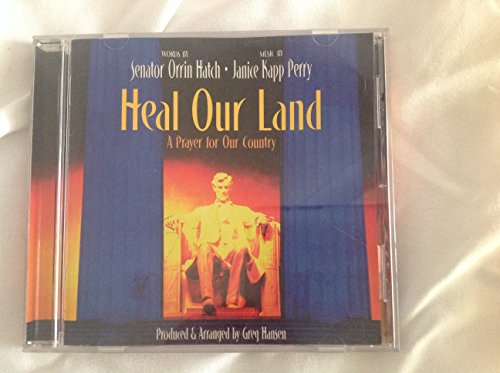 WORDS BY MUSIC BY
Senator Orrin Hatch · Janice Kapp Perry
Heal Our Land
A Prayer for Our Country
Produced & Arranged by Greg Hansen